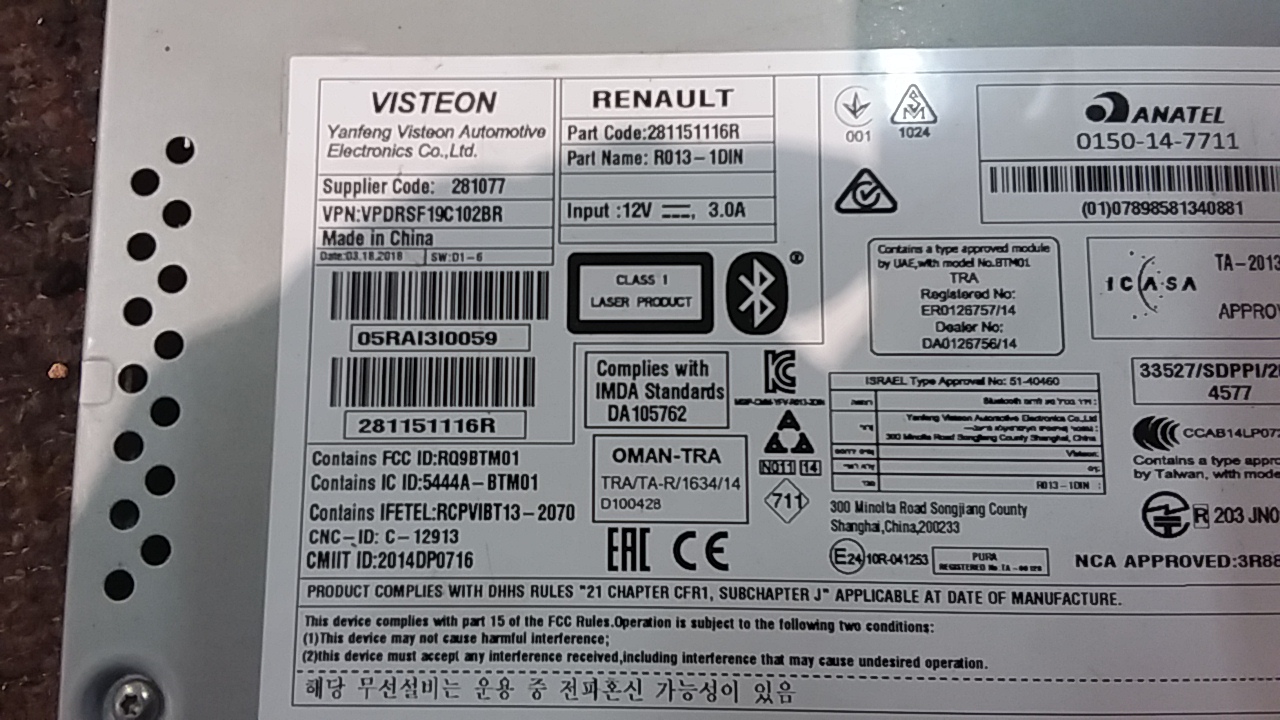 VISTEON
Yanfeng Visteon Automotive
Electronics Co.,Ltd.
Supplier Code: 281077
VPN:VPDRSF19C102BR
Made in China
Date:03.18.2018 SW:01-6
05RAI3I0059
281151116R
RENAULT
Part Code:281151116R
Part Name: R013-1DIN
Input :12V 3.0A
CLASS 1
LASER PRODUCT
001
1024
ANATEL
0150-14-7711
(01)07898581340881
Contains a type approved module
by UAE,with model No.BTM01
TRA
Registered No:
ER0126757/14
Dealer No:
DA0126756/14
ICASA
TA-2013
APPRO
Complies with
IMDA Standards
DA105762
ISRAEL Type Approval No: 51-40460
Yanfeng Visteon Automotive Electronics Co.,Ltd
300 Minolta Road Songjiang County Shanghai, China
Visteon
R013-1DIN
33527/SDPPI/2
4577
CCAB14LP07
Contains a type appro
by Taiwan, with mode
Contains FCC ID:RQ9BTM01
Contains IC ID:5444A-BTM01
Contains IFETEL:RCPVIBT13-2070
CNC-ID: C-12913
CMIIT ID:2014DP0716
OMAN-TRA
TRA/TA-R/1634/14
D100428
N011 14
711
300 Minolta Road Songjiang County
Shanghai,China,200233
R 203 JN0
EAC CE
E24 10R-041253
NCA APPROVED:3R88
PRODUCT COMPLIES WITH DHHS RULES "21 CHAPTER CFR1, SUBCHAPTER J" APPLICABLE AT DATE OF MANUFACTURE.
This device complies with part 15 of the FCC Rules.Operation is subject to the following two conditions:
(1)This device may not cause harmful interference;
(2)this device must accept any interference received,including interference that may cause undesired operation.
해당 무선설비는 운용 중 전파혼신 가능성이 있음